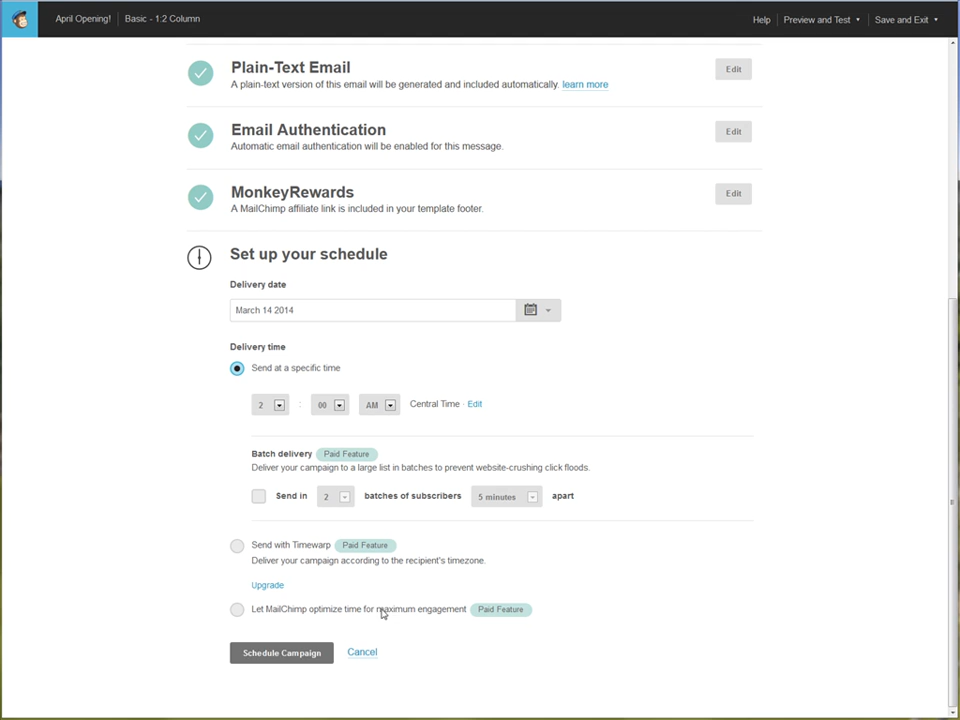 April Opening! Basic - 1:2 Column Help Preview and Test Save and Exit
Plain-Text Email Edit
A plain-text version of this email will be generated and included automatically. learn more
Email Authentication Edit
Automatic email authentication will be enabled for this message.
MonkeyRewards Edit
A MailChimp affiliate link is included in your template footer.
Set up your schedule
Delivery date
March 14 2014
Delivery time
Send at a specific time
2 : 00 AM Central Time · Edit
Batch delivery Paid Feature
Deliver your campaign to a large list in batches to prevent website-crushing click floods.
Send in 2 batches of subscribers 5 minutes apart
Send with Timewarp Paid Feature
Deliver your campaign according to the recipient's timezone.
Upgrade
Let MailChimp optimize time for maximum engagement Paid Feature
Schedule Campaign Cancel